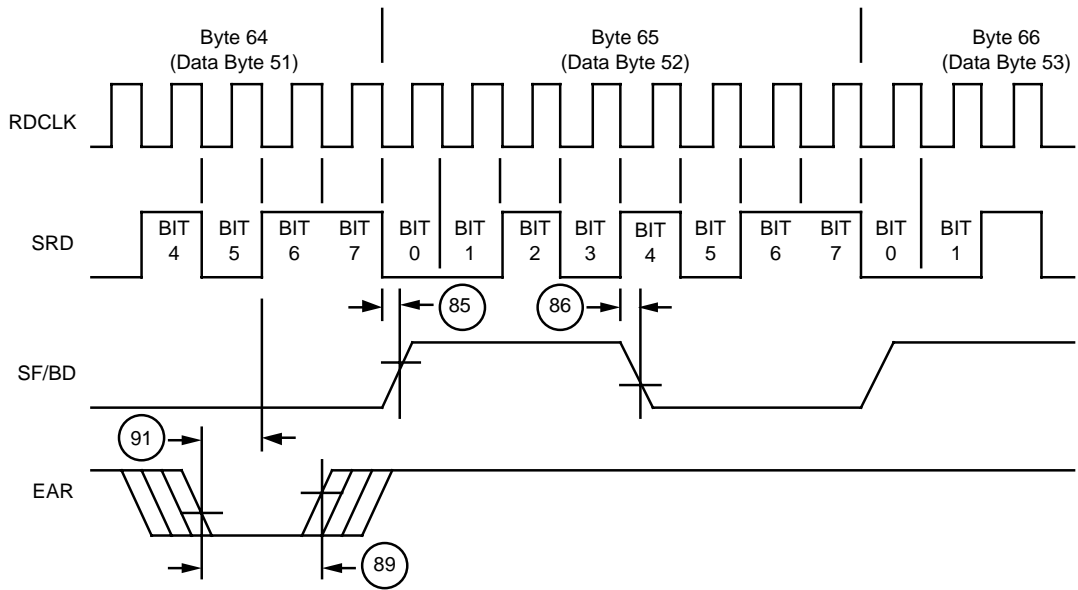 Byte 64
(Data Byte 51)
Byte 65
(Data Byte 52)
Byte 66
(Data Byte 53)
RDCLK
SRD
BIT 4
BIT 5
BIT 6
BIT 7
BIT 0
BIT 1
BIT 2
BIT 3
BIT 4
BIT 5
BIT 6
BIT 7
BIT 0
BIT 1
85
86
SF/BD
91
EAR
89